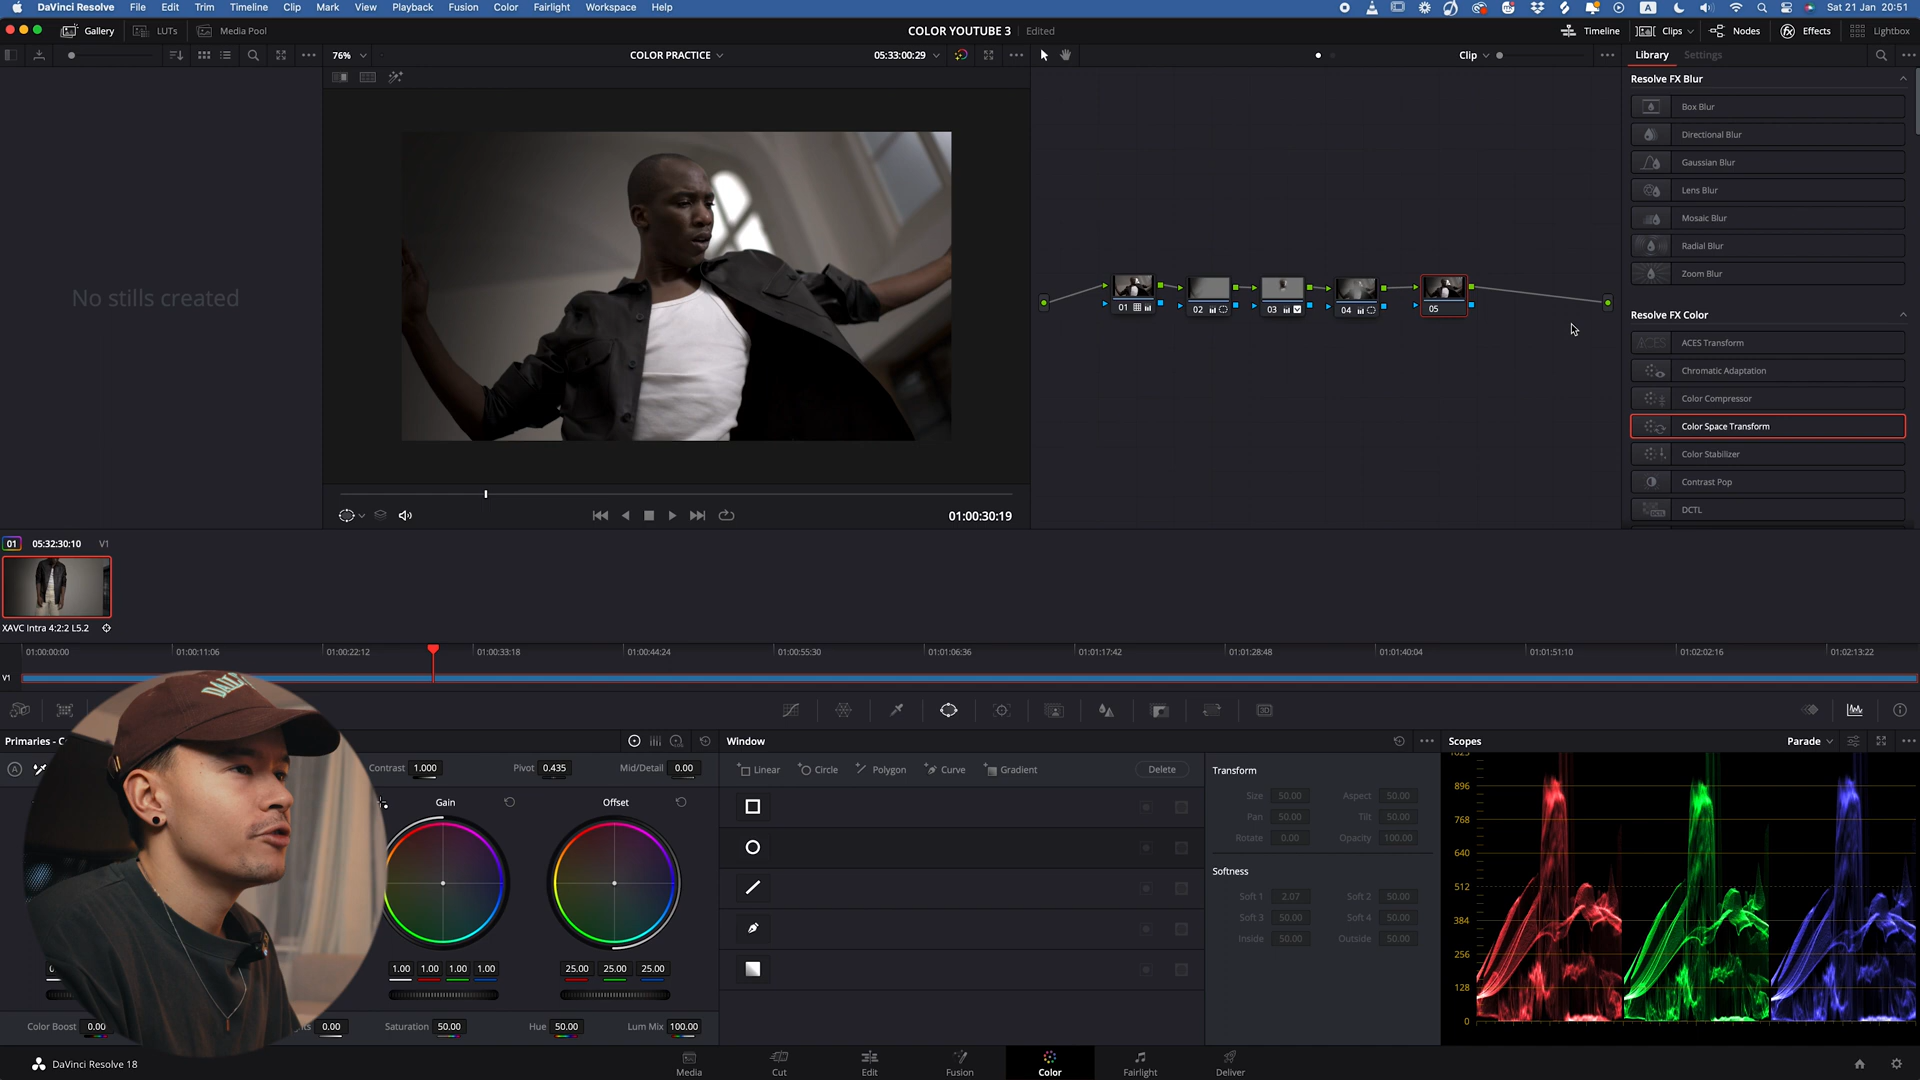 DaVinci Resolve File Edit Trim Timeline Clip Mark View Playback Fusion Color Fairlight Workspace Help
A Sat 21 Jan 20:51
Gallery LUTs Media Pool
COLOR YOUTUBE 3 Edited
Timeline Clips Nodes Effects Lightbox
76%
COLOR PRACTICE
05:33:00:29
Clip
Library Settings
Resolve FX Blur
Box Blur
Directional Blur
Gaussian Blur
Lens Blur
Mosaic Blur
Radial Blur
Zoom Blur
Resolve FX Color
ACES ACES Transform
Chromatic Adaptation
Color Compressor
Color Space Transform
Color Stabilizer
Contrast Pop
DCTL DCTL
No stills created
01
02
03
04
05
01:00:30:19
01 05:32:30:10 V1
XAVC Intra 4:2:2 L5.2
01:00:00:00 01:00:11:06 01:00:22:12 01:00:33:18 01:00:44:24 01:00:55:30 01:01:06:36 01:01:17:42 01:01:28:48 01:01:40:04 01:01:51:10 01:02:02:16 01:02:13:22
V1
3D
Contrast 1.000 Pivot 0.435 Mid/Detail 0.00
Gain Offset
1.00 1.00 1.00 1.00
25.00 25.00 25.00
Color Boost 0.00
0.00 Saturation 50.00 Hue 50.00 Lum Mix 100.00
Window
Linear Circle Polygon Curve Gradient Delete
Transform
Size 50.00 Aspect 50.00
Pan 50.00 Tilt 50.00
Rotate 0.00 Opacity 100.00
Softness
Soft 1 2.07 Soft 2 50.00
Soft 3 50.00 Soft 4 50.00
Inside 50.00 Outside 50.00
Scopes Parade
1023
896
768
640
512
384
256
128
0
DaVinci Resolve 18
Media Cut Edit Fusion Color Fairlight Deliver